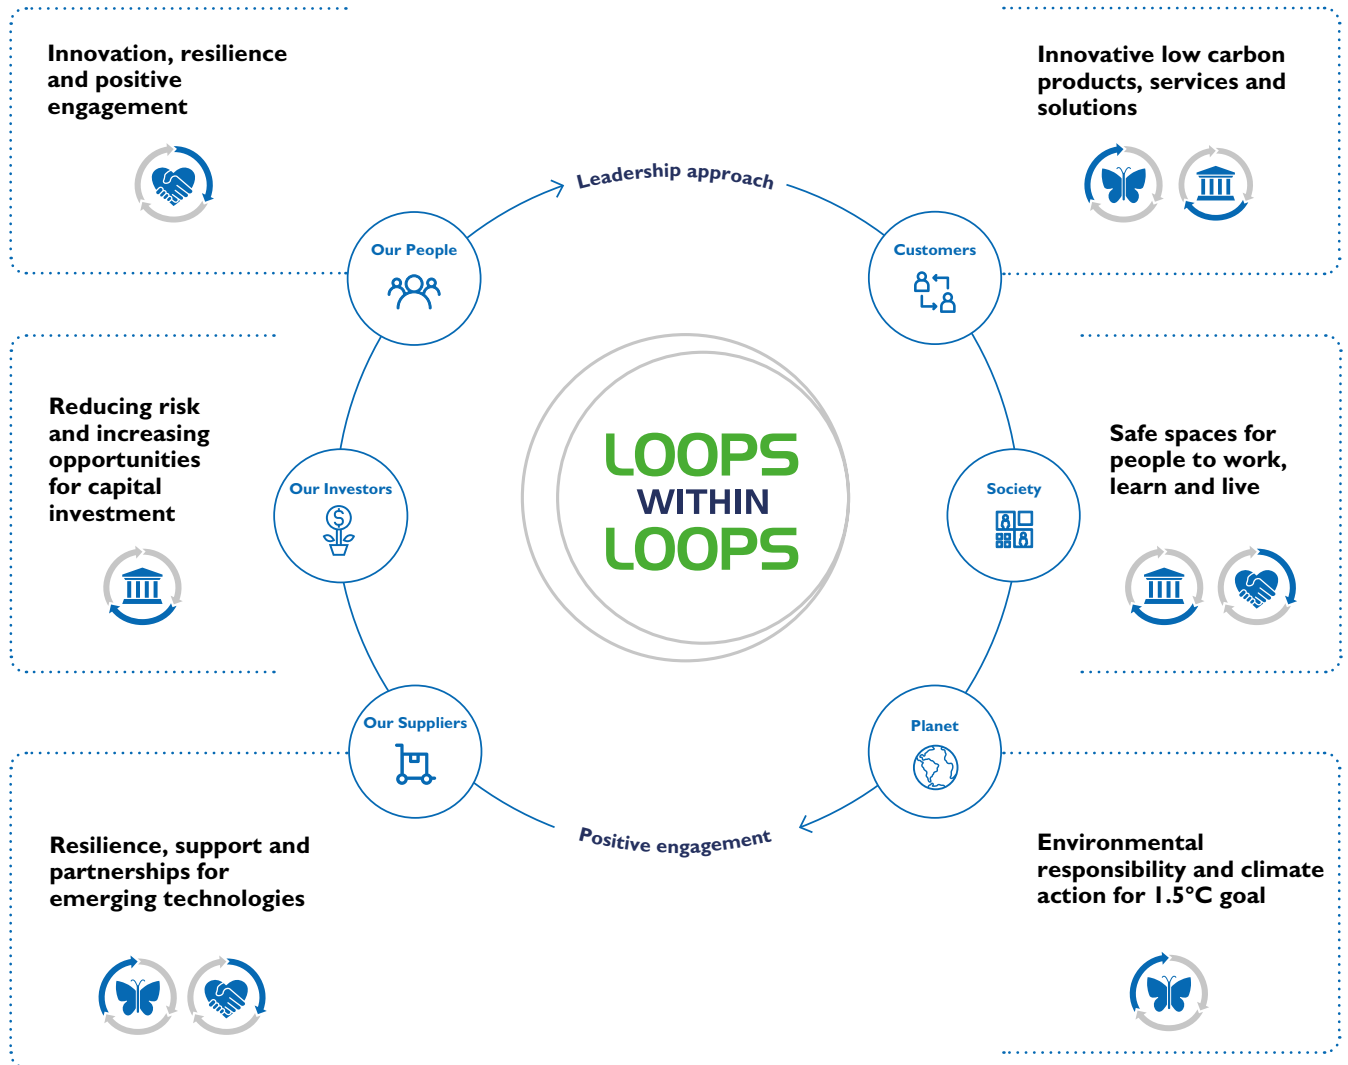 Innovation, resilience
and positive
engagement
Innovative low carbon
products, services and
solutions
Leadership approach
Our People
Customers
Reducing risk
and increasing
opportunities
for capital
investment
Our Investors
$
LOOPS
WITHIN
LOOPS
Society
Safe spaces for
people to work,
learn and live
Our Suppliers
Planet
Positive engagement
Resilience, support and
partnerships for
emerging technologies
Environmental
responsibility and climate
action for 1.5°C goal